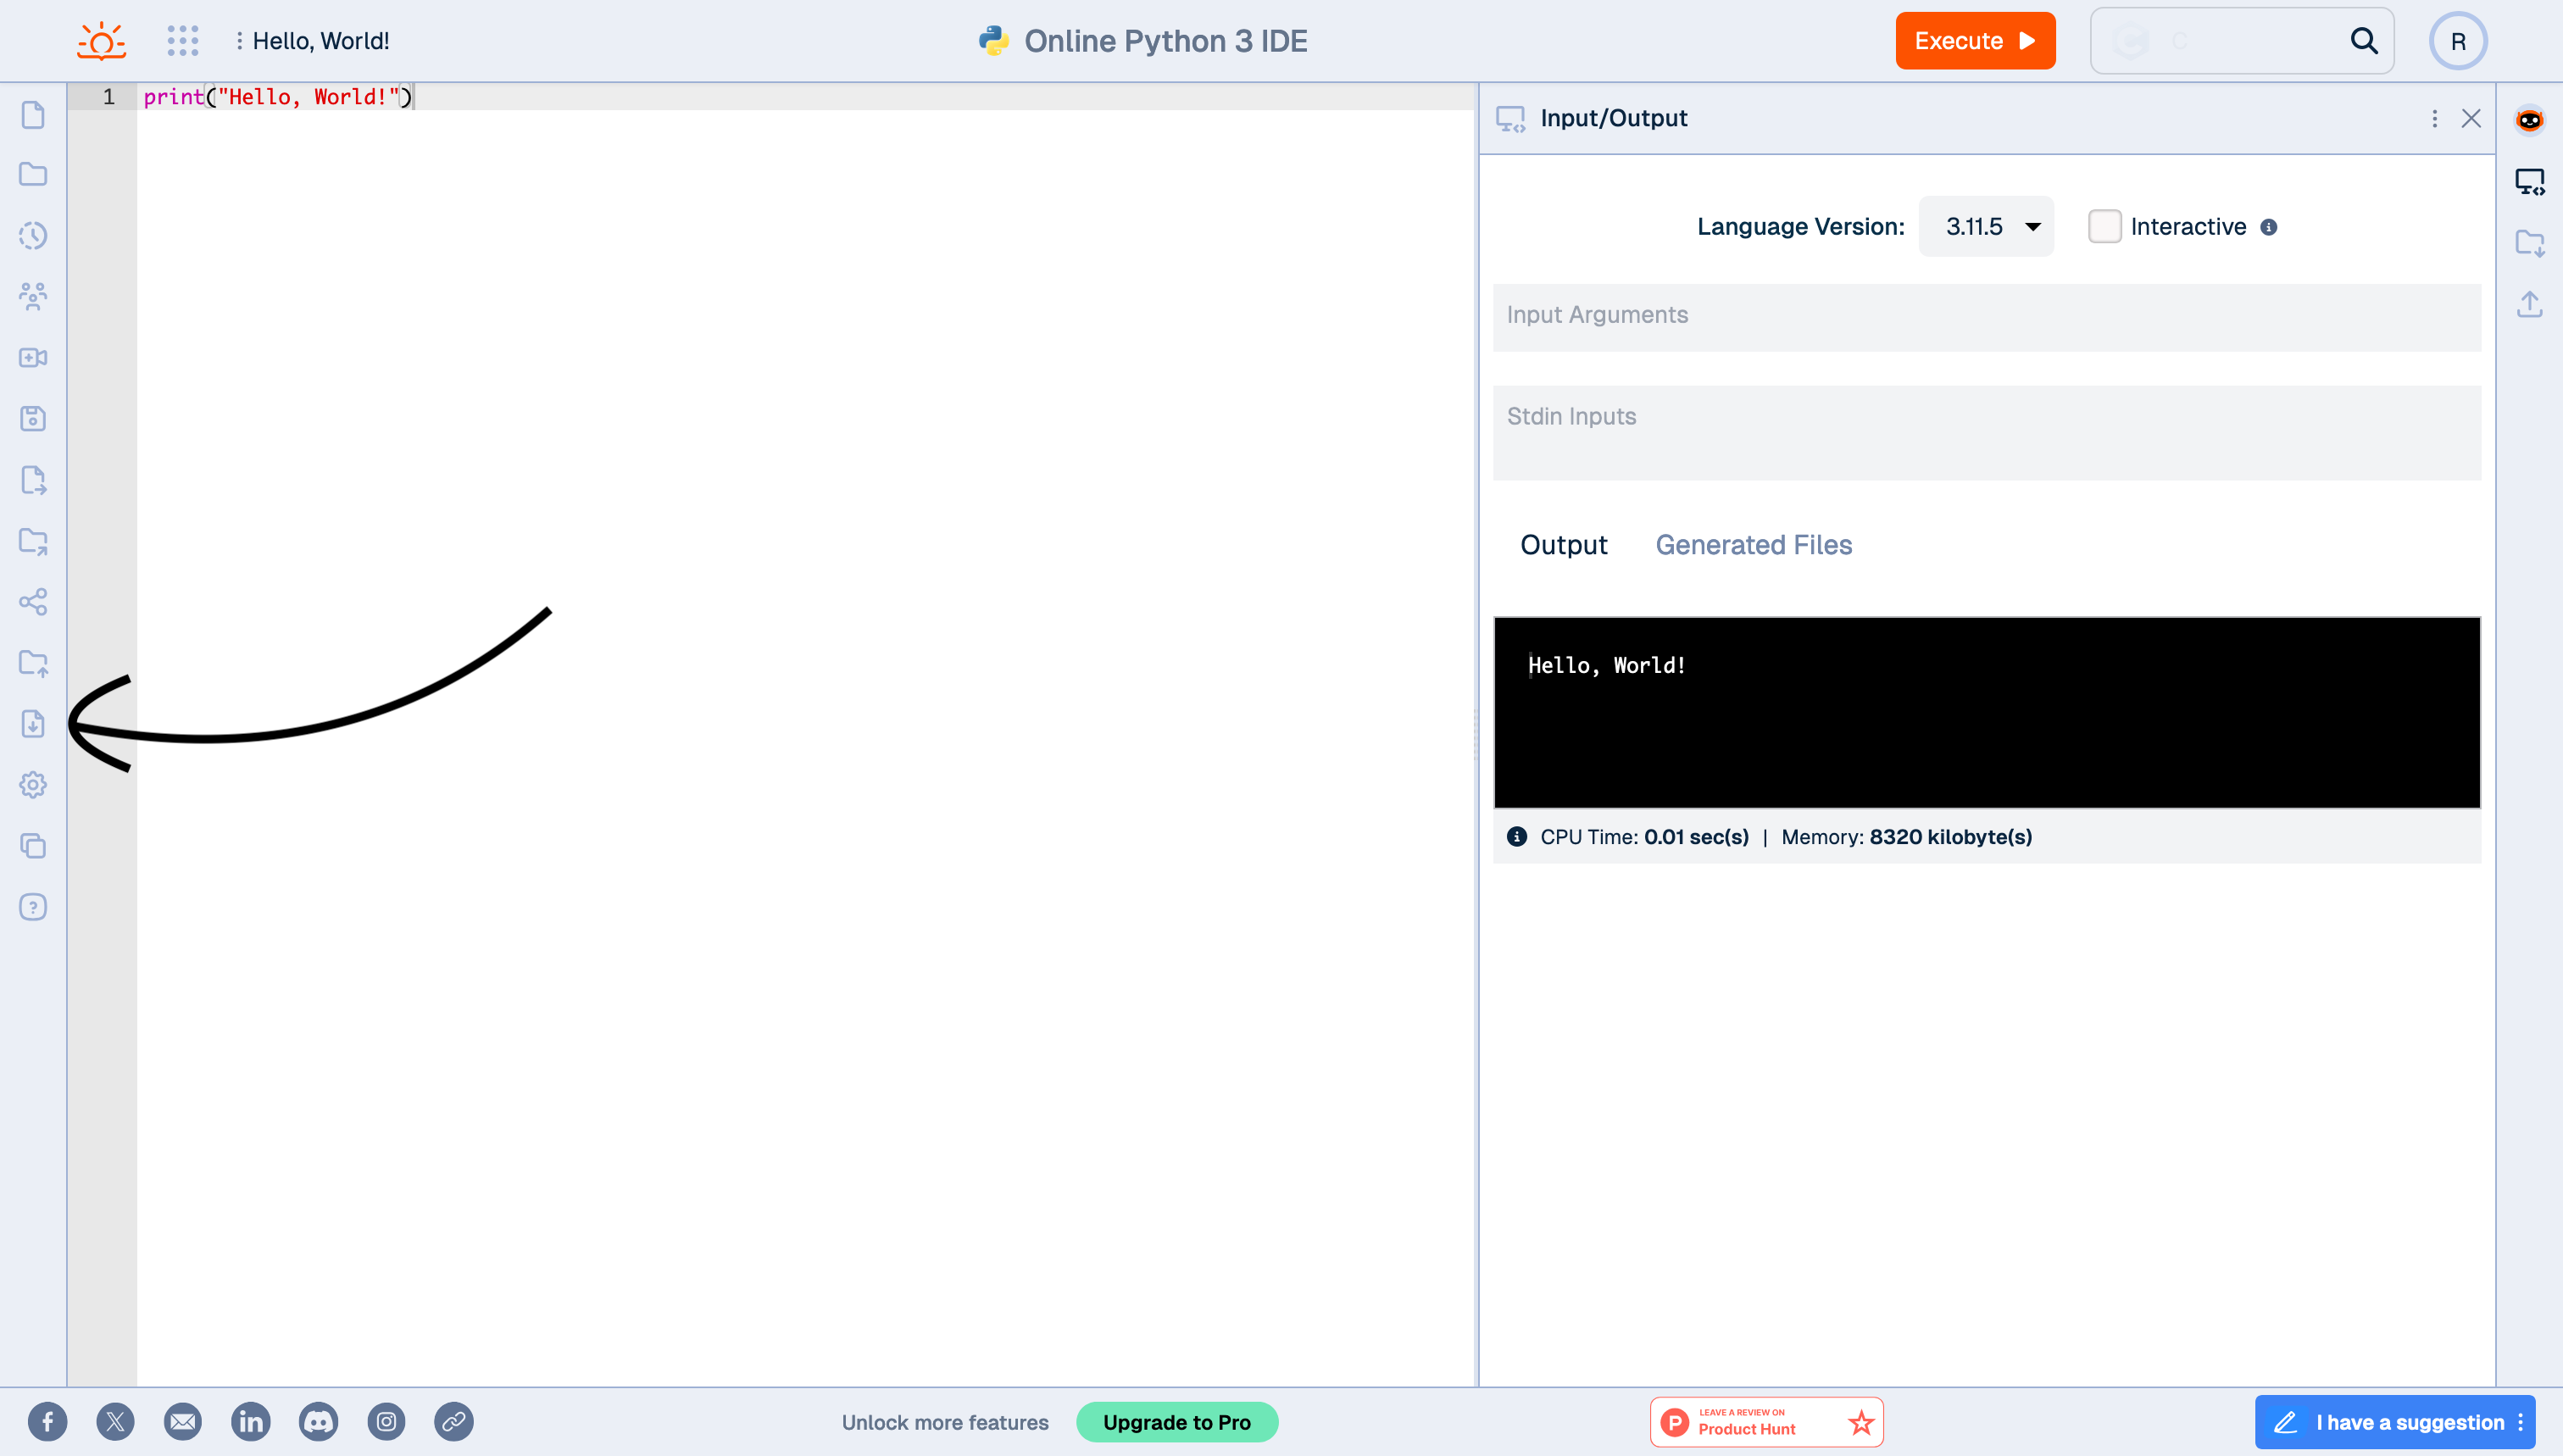 Hello, World!
Online Python 3 IDE
Execute
C
R
1 print("Hello, World!")
Input/Output
Language Version: 3.11.5 Interactive
Input Arguments
Stdin Inputs
Output Generated Files
Hello, World!
CPU Time: 0.01 sec(s) | Memory: 8320 kilobyte(s)
Unlock more features Upgrade to Pro
P
LEAVE A REVIEW ON
Product Hunt
I have a suggestion